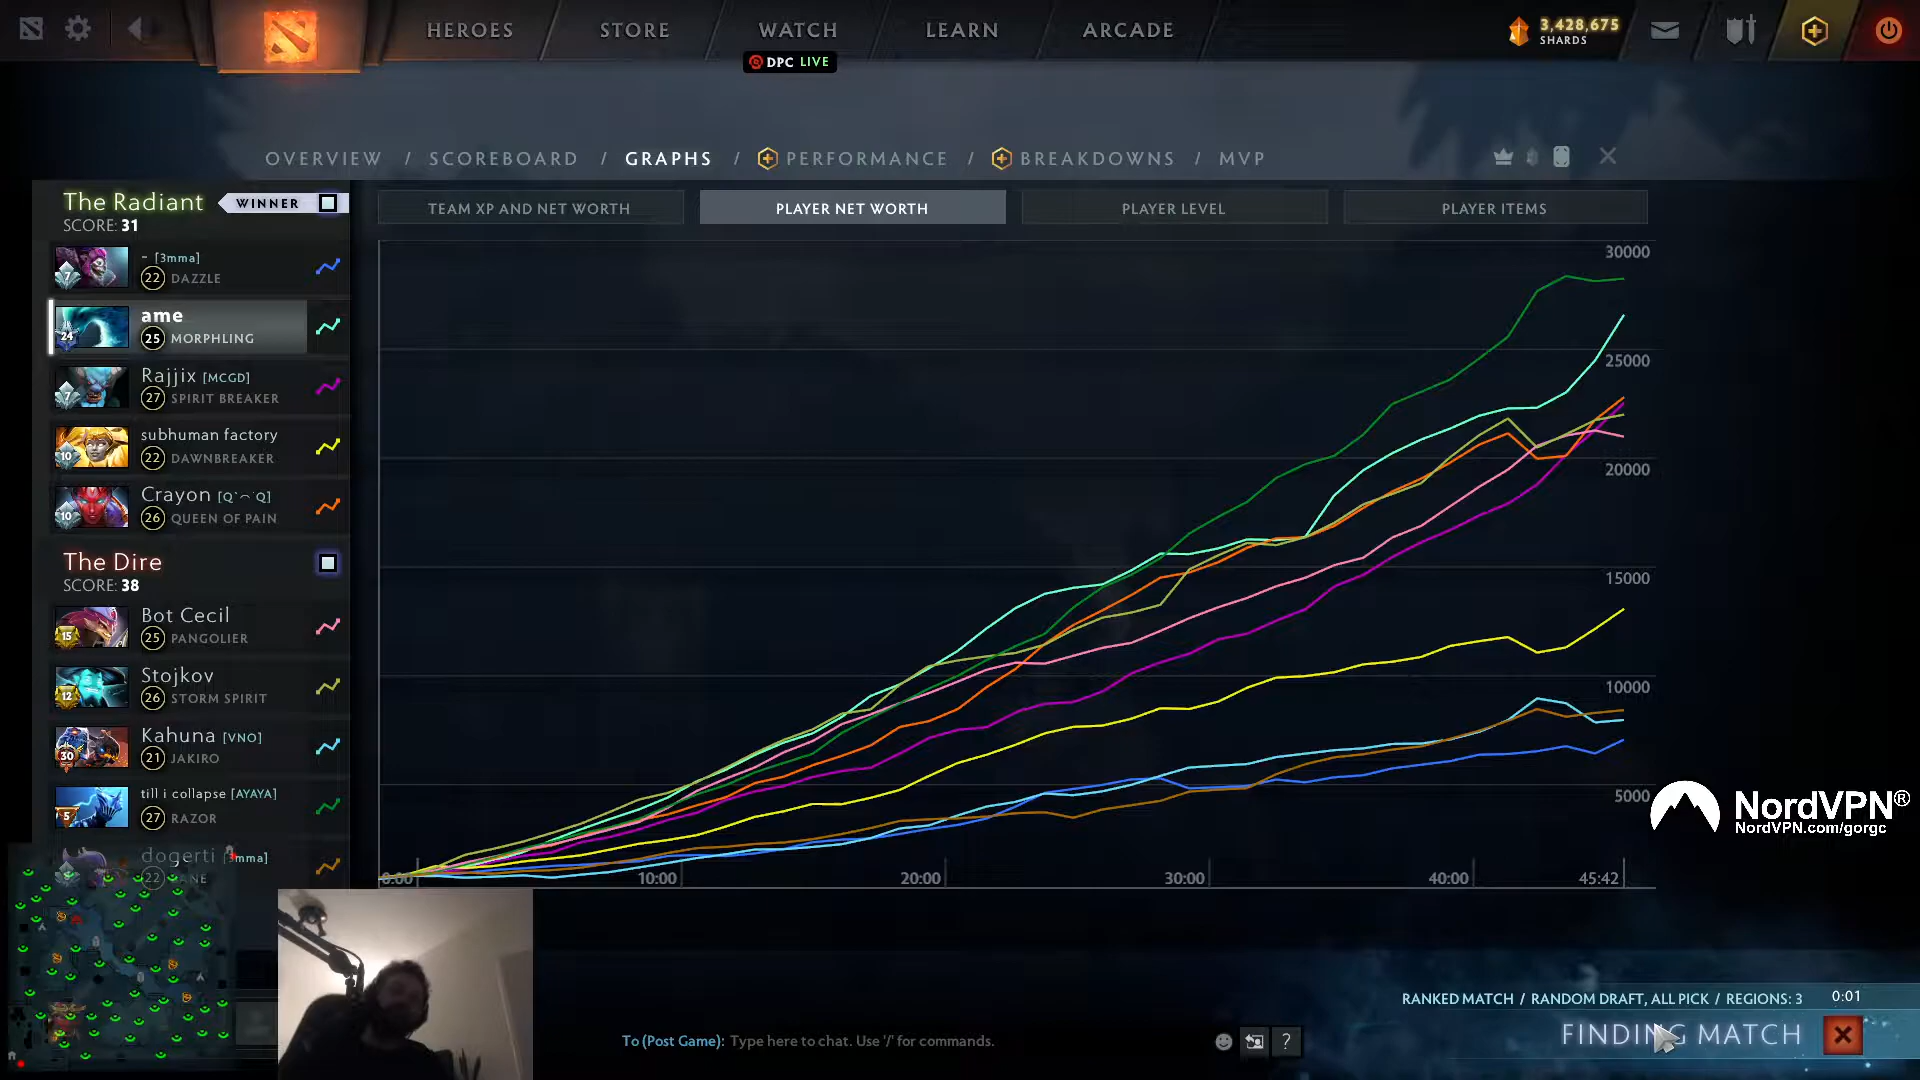 HEROES
STORE
WATCH
LEARN
ARCADE
3,428,675
SHARDS
DPC LIVE
OVERVIEW / SCOREBOARD / GRAPHS / PERFORMANCE / BREAKDOWNS / MVP
The Radiant
WINNER
SCORE: 31
TEAM XP AND NET WORTH
PLAYER NET WORTH
PLAYER LEVEL
PLAYER ITEMS
- [3mma]
7
22 DAZZLE
ame
24
25 MORPHLING
Rajjix [MCGD]
7
27 SPIRIT BREAKER
subhuman factory
10
22 DAWNBREAKER
Crayon
10
26 QUEEN OF PAIN
The Dire
SCORE: 38
Bot Cecil
15
25 PANGOLIER
Stojkov
12
26 STORM SPIRIT
Kahuna [VNO]
30
21 JAKIRO
till i collapse [AYAYA]
5
27 RAZOR
dogerti [3mma]
22
30000
25000
20000
15000
10000
5000
0:00
10:00
20:00
30:00
40:00
45:42
NordVPN®
NordVPN.com/gorgc
RANKED MATCH / RANDOM DRAFT, ALL PICK / REGIONS: 3
0:01
FINDING MATCH
To (Post Game): Type here to chat. Use '/' for commands.
?